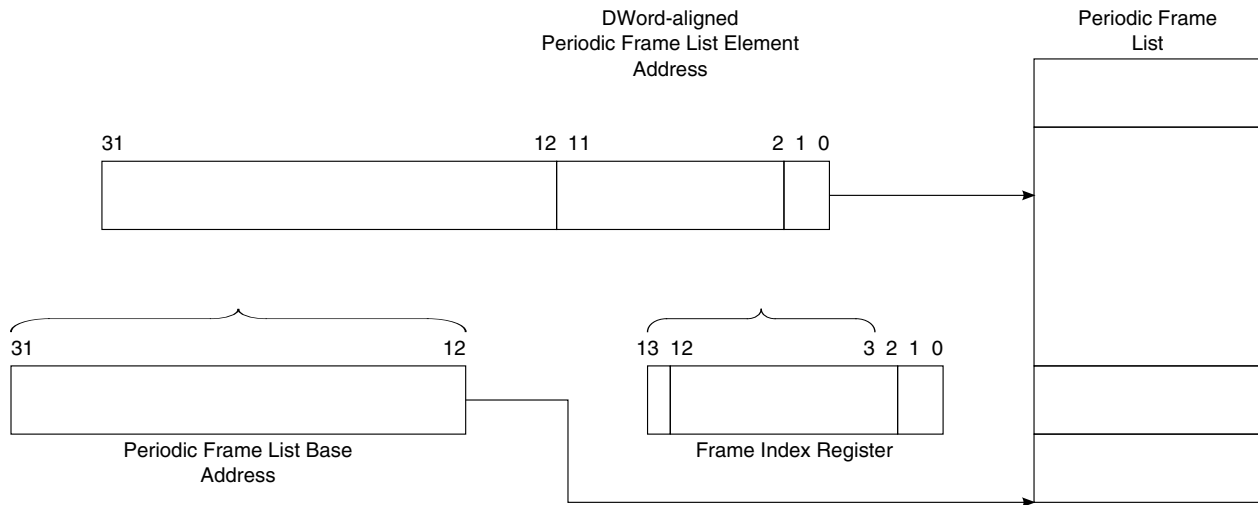 DWord-aligned
Periodic Frame List Element
Address
Periodic Frame
List
31 12 11 2 1 0
31 12
13 12 3 2 1 0
Periodic Frame List Base
Address
Frame Index Register